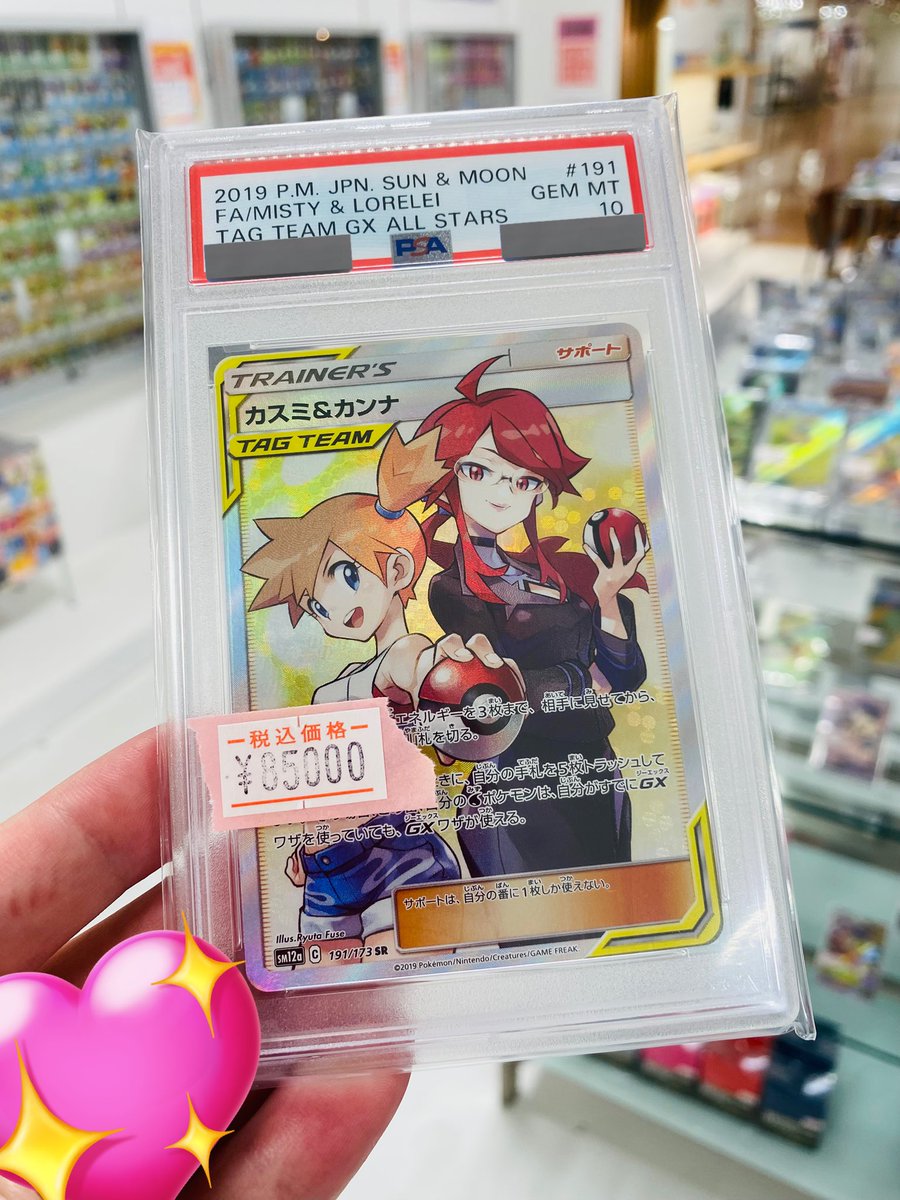 2019 P.M. JPN. SUN & MOON #191
FA/MISTY & LORELEI GEM MT
TAG TEAM GX ALL STARS 10
PSA
TRAINER'S サポート
カスミ&カンナ
TAG TEAM
エネルギーを3枚まで、相手に見せてから、
山札を切る。
ー税込価格ー
¥85000
きに、自分の手札を5枚トラッシュして
自分のポケモンは、自分がすでにGX
ワザを使っていても、GXワザが使える。
サポートは、自分の番に1枚しか使えない。
Illus.Ryuta Fuse
SM12a C 191/173 SR
©2019 Pokémon/Nintendo/Creatures/GAME FREAK.